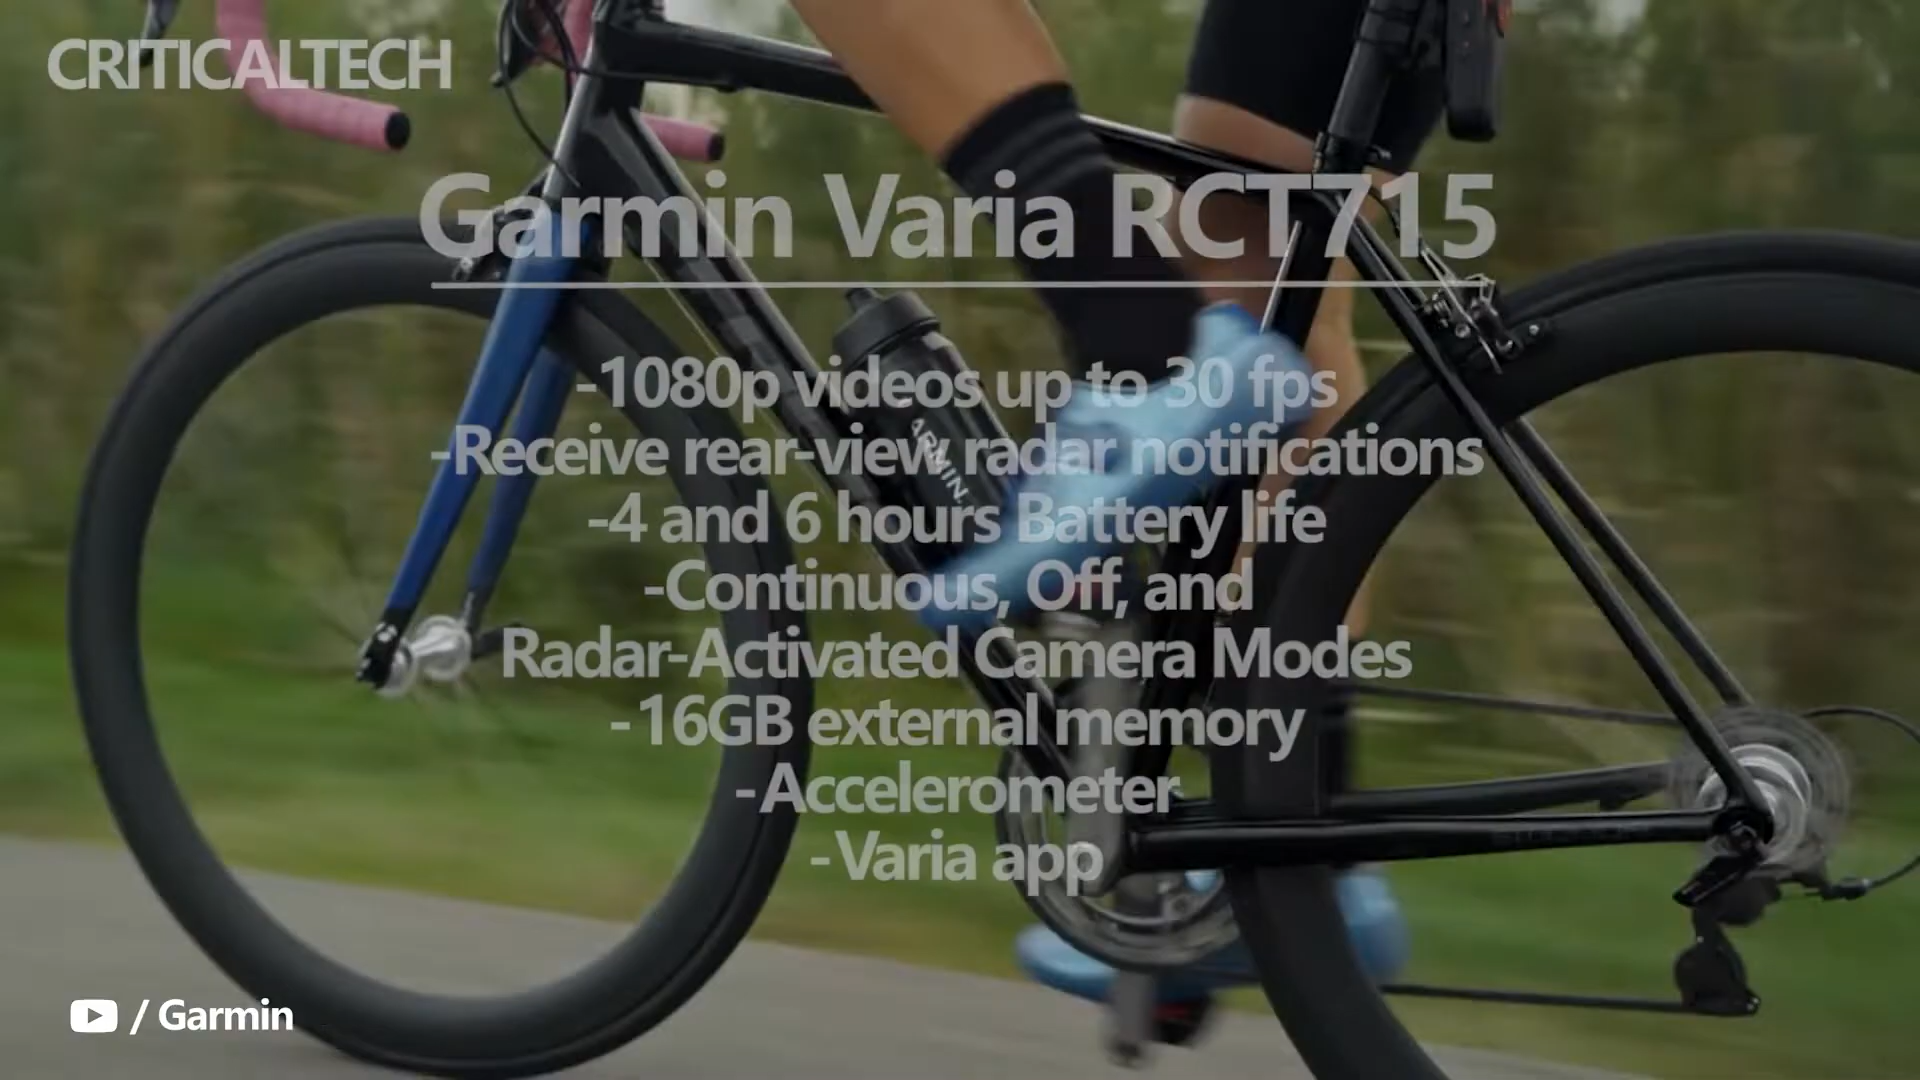 CRITICALTECH
Garmin Varia RCT715
-1080p videos up to 30 fps
-Receive rear-view radar notifications
-4 and 6 hours Battery life
-Continuous, Off, and
Radar-Activated Camera Modes
-16GB external memory
-Accelerometer
-Varia app
GARMIN
/ Garmin